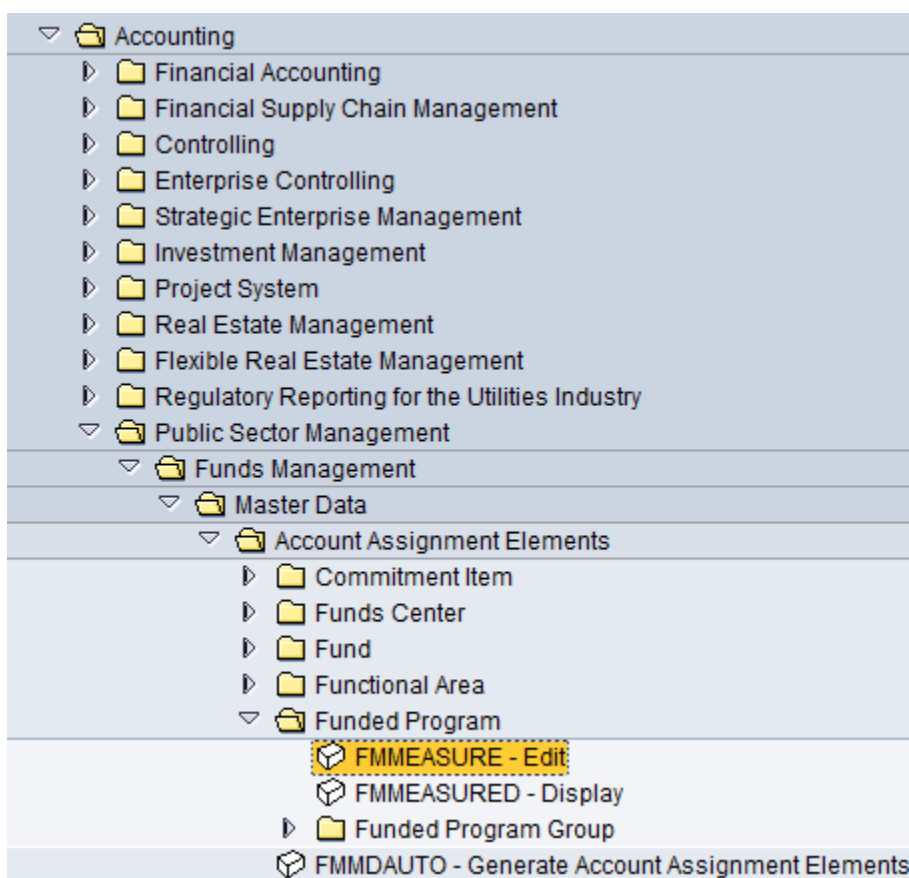 Accounting
Financial Accounting
Financial Supply Chain Management
Controlling
Enterprise Controlling
Strategic Enterprise Management
Investment Management
Project System
Real Estate Management
Flexible Real Estate Management
Regulatory Reporting for the Utilities Industry
Public Sector Management
Funds Management
Master Data
Account Assignment Elements
Commitment Item
Funds Center
Fund
Functional Area
Funded Program
FMMEASURE - Edit
FMMEASURED - Display
Funded Program Group
FMMDAUTO - Generate Account Assignment Elements